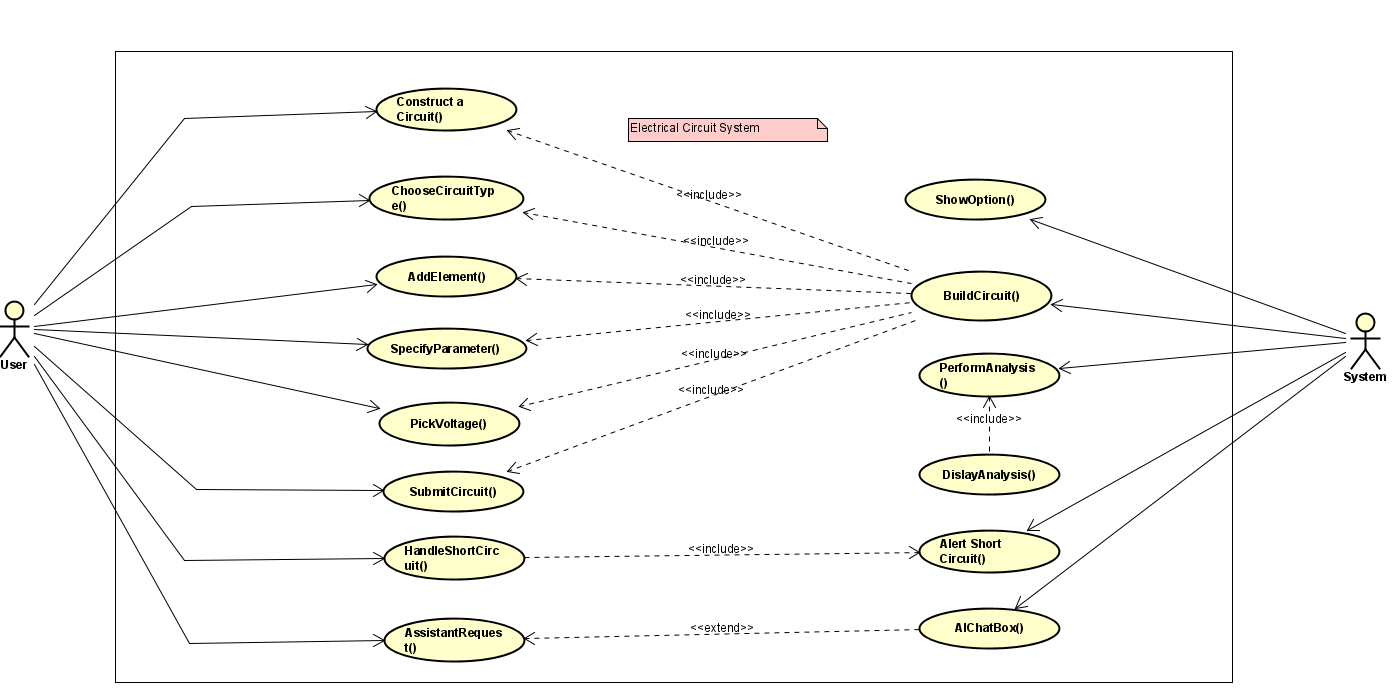 Construct a
Circuit()
Electrical Circuit System
ChooseCircuitTyp
e()
<<include>>
ShowOption()
<<include>>
AddElement()
<<include>>
BuildCircuit()
<<include>>
SpecifyParameter()
<<include>>
User
System
PerformAnalysis
()
<<include>>
PickVoltage()
<<include>>
DislayAnalysis()
SubmitCircuit()
HandleShortCirc
uit()
<<include>>
Alert Short
Circuit()
AssistantReques
t()
<<extend>>
AIChatBox()